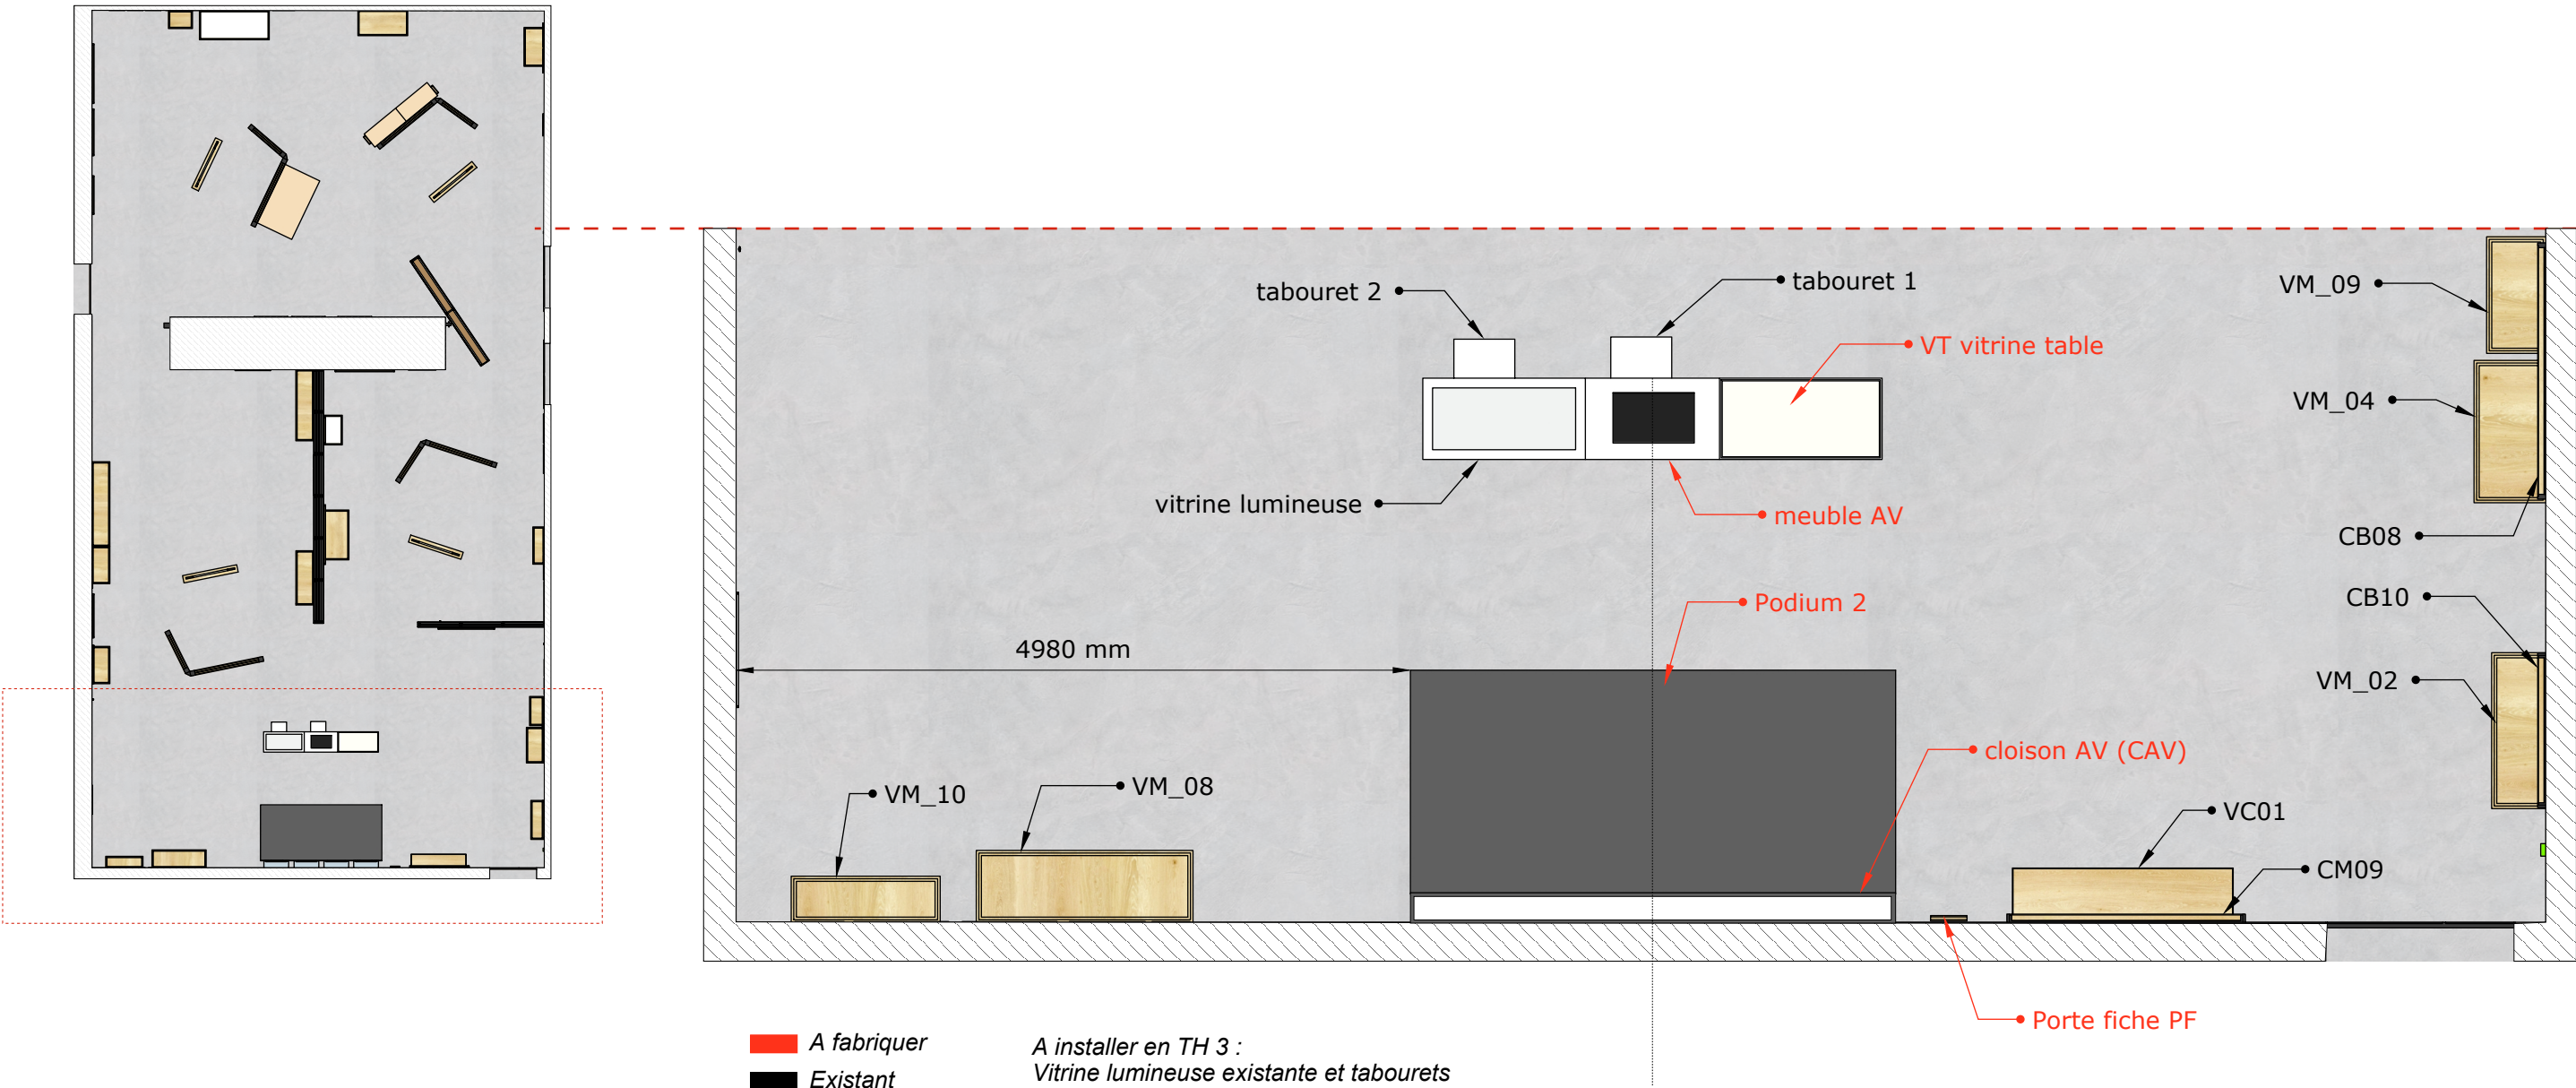 tabouret 2
tabouret 1
VM_09
VT vitrine table
VM_04
vitrine lumineuse
meuble AV
CB08
CB10
Podium 2
4980 mm
VM_02
cloison AV (CAV)
VM_10
VM_08
VC01
CM09
Porte fiche PF
A fabriquer
Existant
A installer en TH 3 :
Vitrine lumineuse existante et tabourets